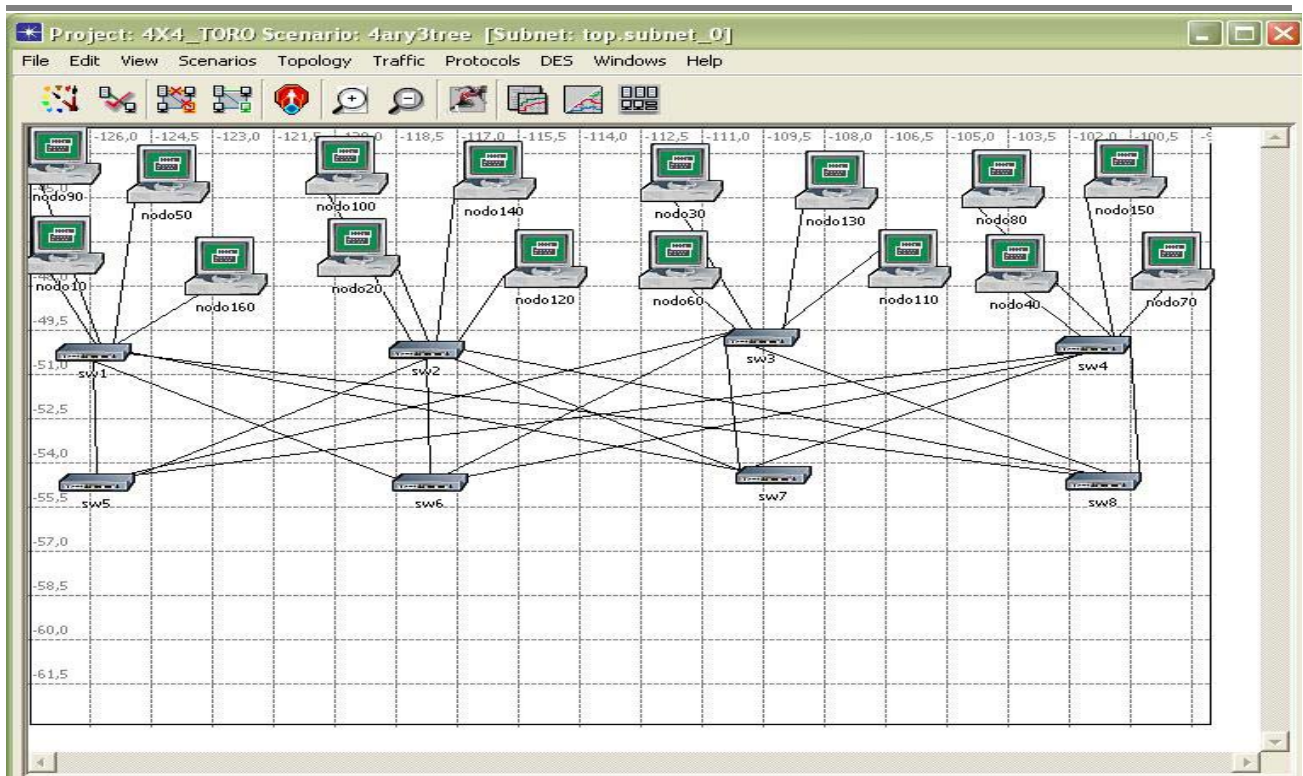 Project: 4X4_TORO Scenario: 4ary3tree [Subnet: top.subnet_0]
File Edit View Scenarios Topology Traffic Protocols DES Windows Help
-126,0 -124,5 -123,0 -118,5 -117,0 -115,5 -114,0 -112,5 -111,0 -109,5 -108,0 -106,5 -105,0 -103,5 -102,0 -100,5
nodo90 nodo50 nodo100 nodo140 nodo30 nodo130 nodo80 nodo150
nodo10 nodo160 nodo20 nodo120 nodo60 nodo110 nodo40 nodo70
-49,5
sw1 sw2 sw3 sw4
-51,0
-52,5
-54,0
sw5 sw6 sw7 sw8
-55,5
-57,0
-58,5
-60,0
-61,5